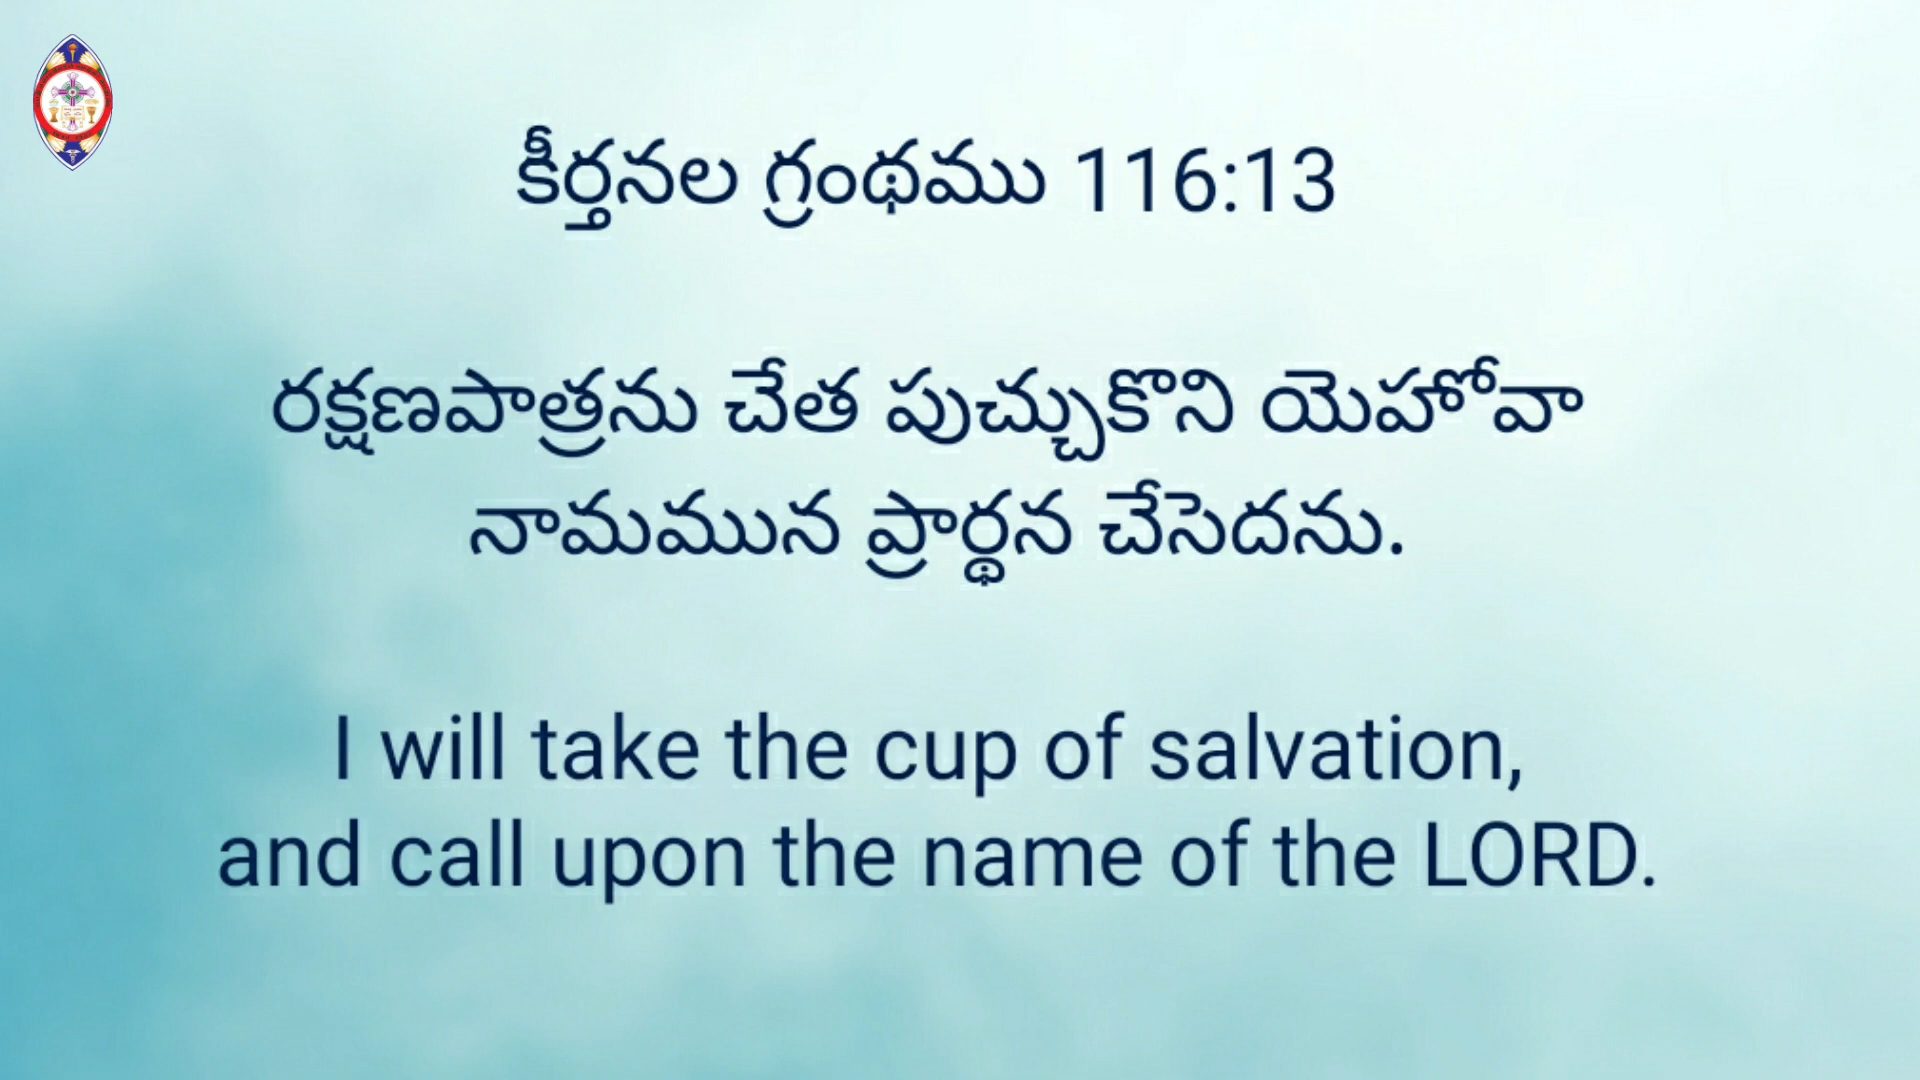 కీర్తనల గ్రంథము 116:13
రక్షణపాత్రను చేత పుచ్చుకొని యెహోవా
నామమున ప్రార్థన చేసెదను.
I will take the cup of salvation,
and call upon the name of the LORD.